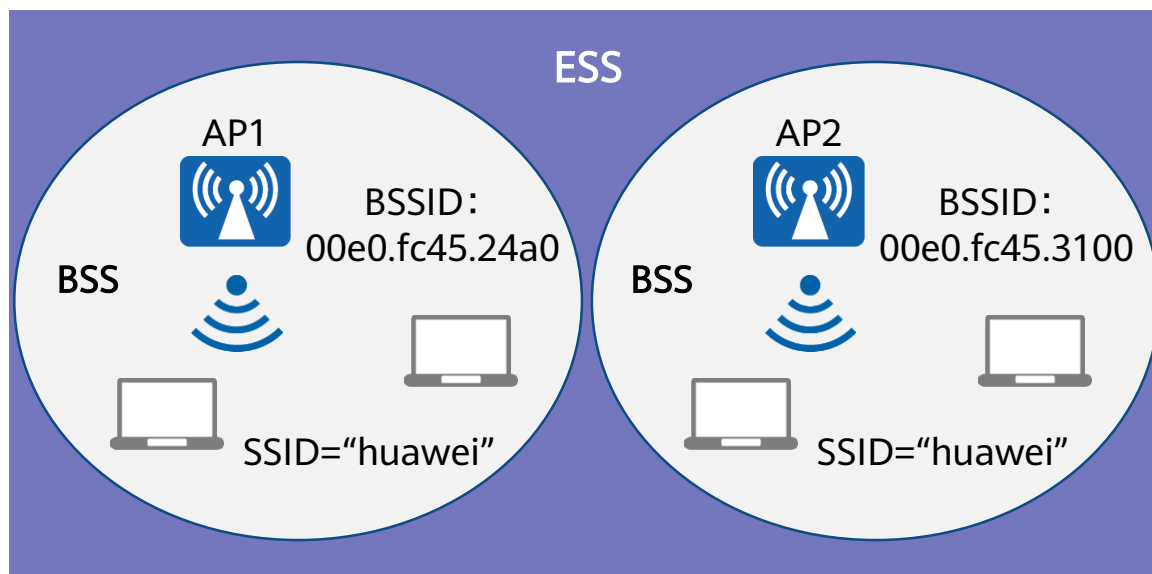 ESS
AP1
BSSID:
00e0.fc45.24a0
BSS
SSID=“huawei”
AP2
BSSID:
00e0.fc45.3100
BSS
SSID=“huawei”